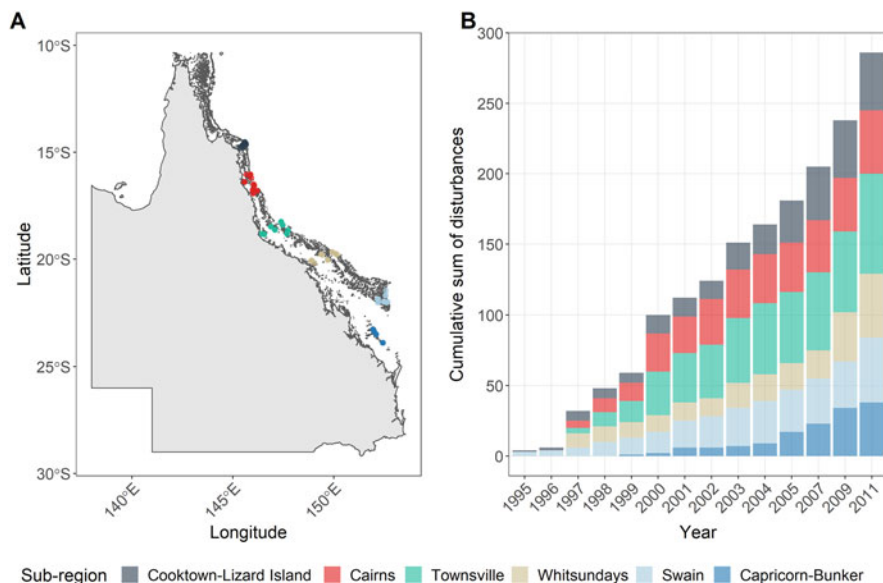 A
10°S
15°S
20°S
25°S
30°S
Latitude
140°E
145°E
150°E
Longitude
B
300
250
200
150
100
50
0
Cumulative sum of disturbances
1995 1996 1997 1998 1999 2000 2001 2002 2003 2004 2005 2007 2009 2011
Year
Sub-region Cooktown-Lizard Island Cairns Townsville Whitsundays Swain Capricorn-Bunker